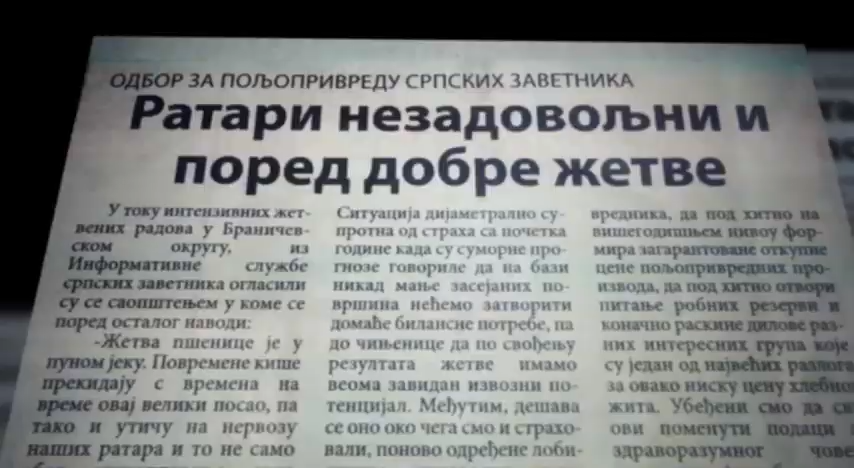 ОДБОР ЗА ПОЉОПРИВРЕДУ СРПСКИХ ЗАВЕТНИКА
Ратари незадовољни и
поред добре жетве
У току интензивних жет-
вених радова у Браничев-
ском округу, из
Информативне службе
српских заветника огласили
су се саопштењем у коме се
поред осталог наводи:
-Жетва пшенице је у
пуном јеку. Повремене кише
прекидају с времена на
време овај велики посао, па
тако и утичу на нервозу
наших ратара и то не само
Ситуација дијаметрално су-
протна од страха са почетка
године када су суморне про-
гнозе говориле да на бази
никад мање засејаних по-
вршина нећемо затворити
домаће билансне потребе, па
до чињенице да по свођењу
резултата жетве имамо
веома завидан извозни по-
тенцијал. Међутим, дешава
се оно око чега смо и страхо-
вали, поново одређене лоби-
вредника, да под хитно на
вишегодишњем нивоу фор-
мира загарантоване откупне
цене пољопривредних про-
извода, да под хитно отвори
питање робних резерви и
коначно раскине дилове раз-
них интересних група које
су један од највећих разлога
за овако ниску цену хлебно
жита. Убеђени смо да св
ови поменути подаци
здраворазумног чове